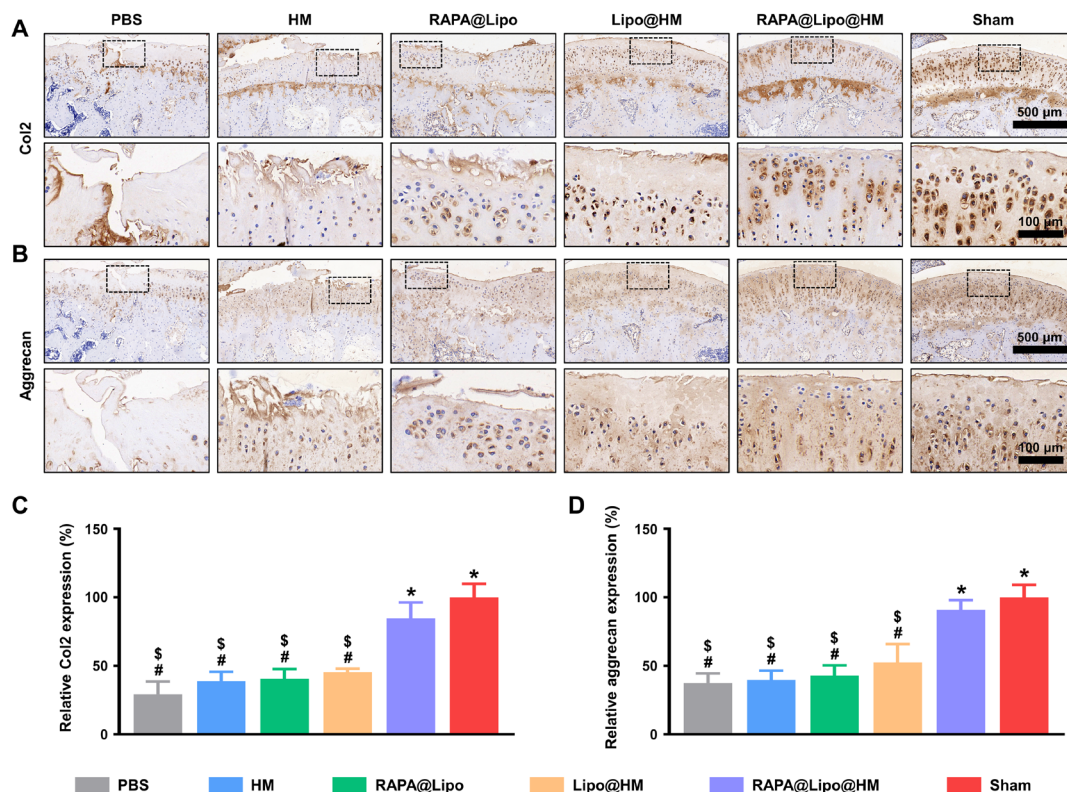 PBS HM RAPA@Lipo Lipo@HM RAPA@Lipo@HM Sham
A
Col2
500 μm
100 μm
B
Aggrecan
500 μm
100 μm
C
Relative Col2 expression (%)
150
100
50
0
$ $ $ $ * *
# # # #
D
Relative aggrecan expression (%)
150
100
50
0
$ $ $ $ * *
# # # #
PBS HM RAPA@Lipo Lipo@HM RAPA@Lipo@HM Sham